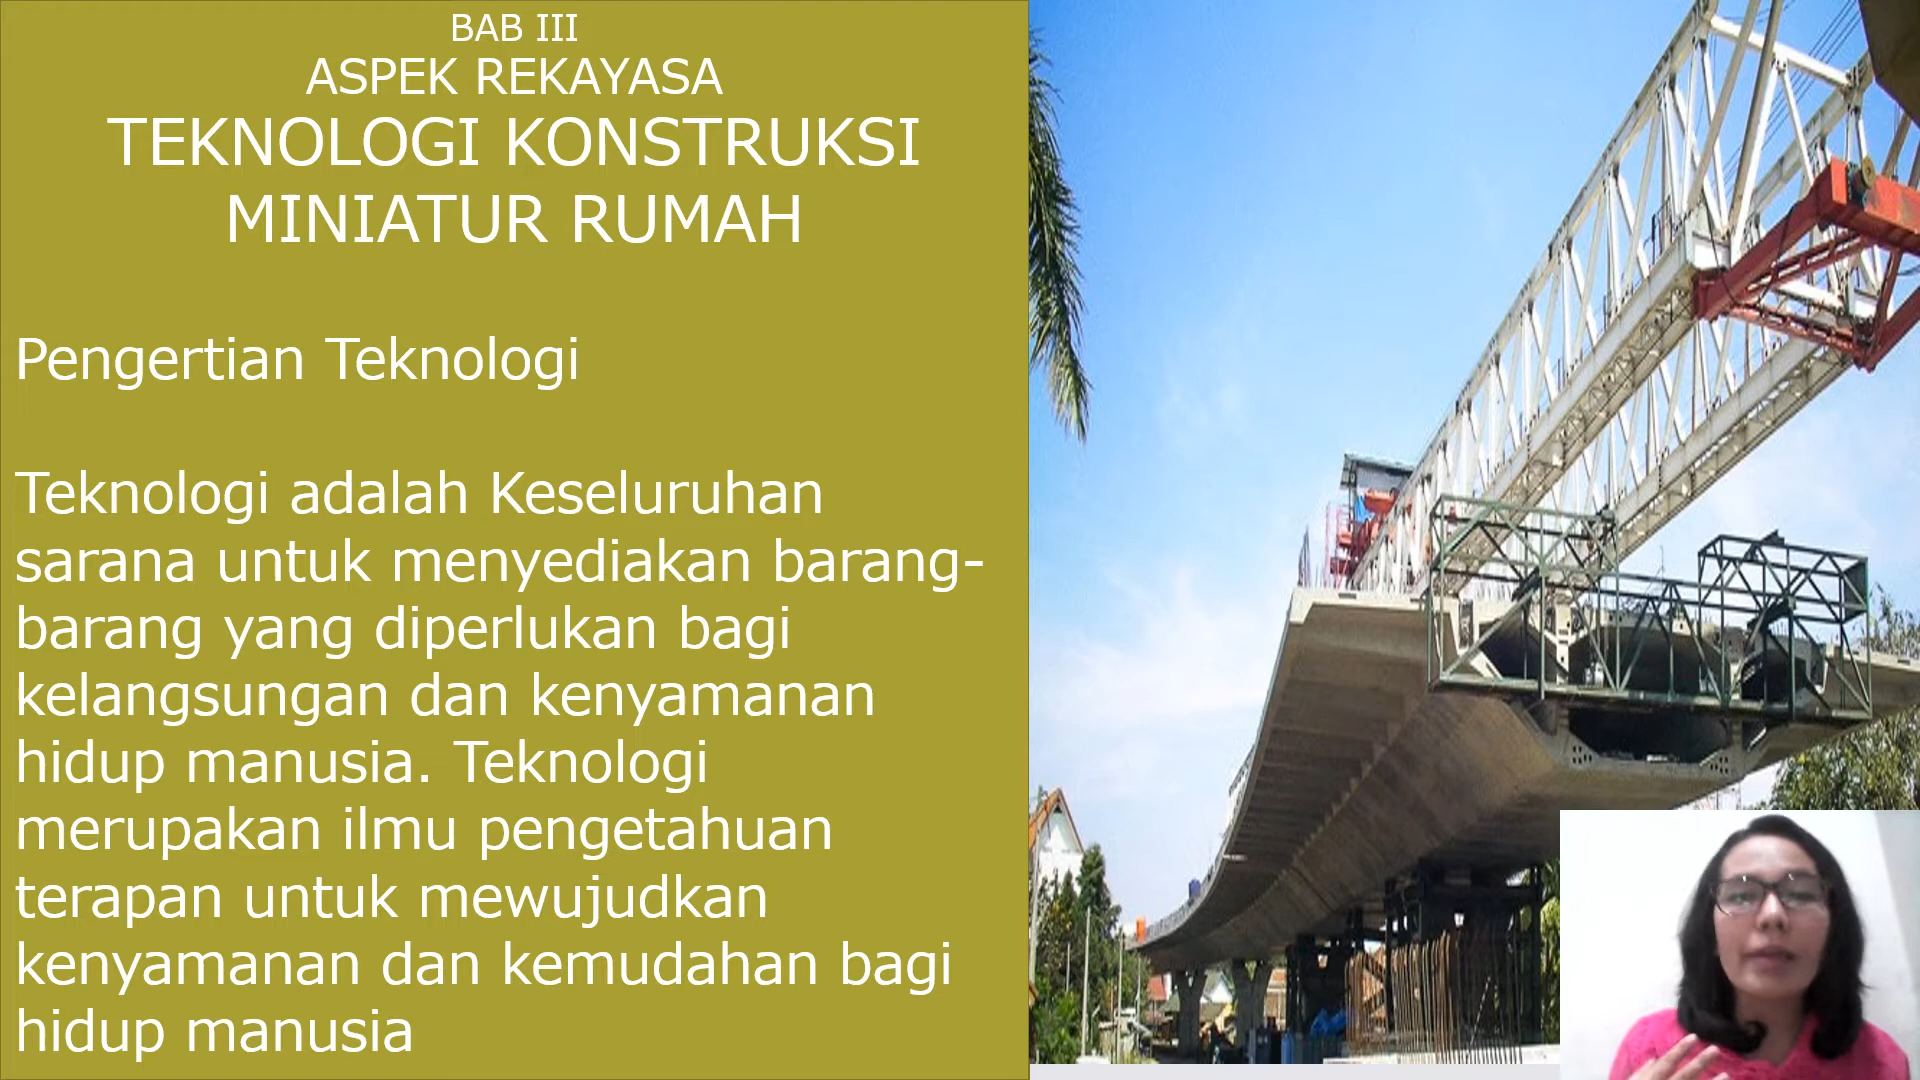 BAB III
ASPEK REKAYASA
TEKNOLOGI KONSTRUKSI
MINIATUR RUMAH
Pengertian Teknologi
Teknologi adalah Keseluruhan
sarana untuk menyediakan barang-
barang yang diperlukan bagi
kelangsungan dan kenyamanan
hidup manusia. Teknologi
merupakan ilmu pengetahuan
terapan untuk mewujudkan
kenyamanan dan kemudahan bagi
hidup manusia